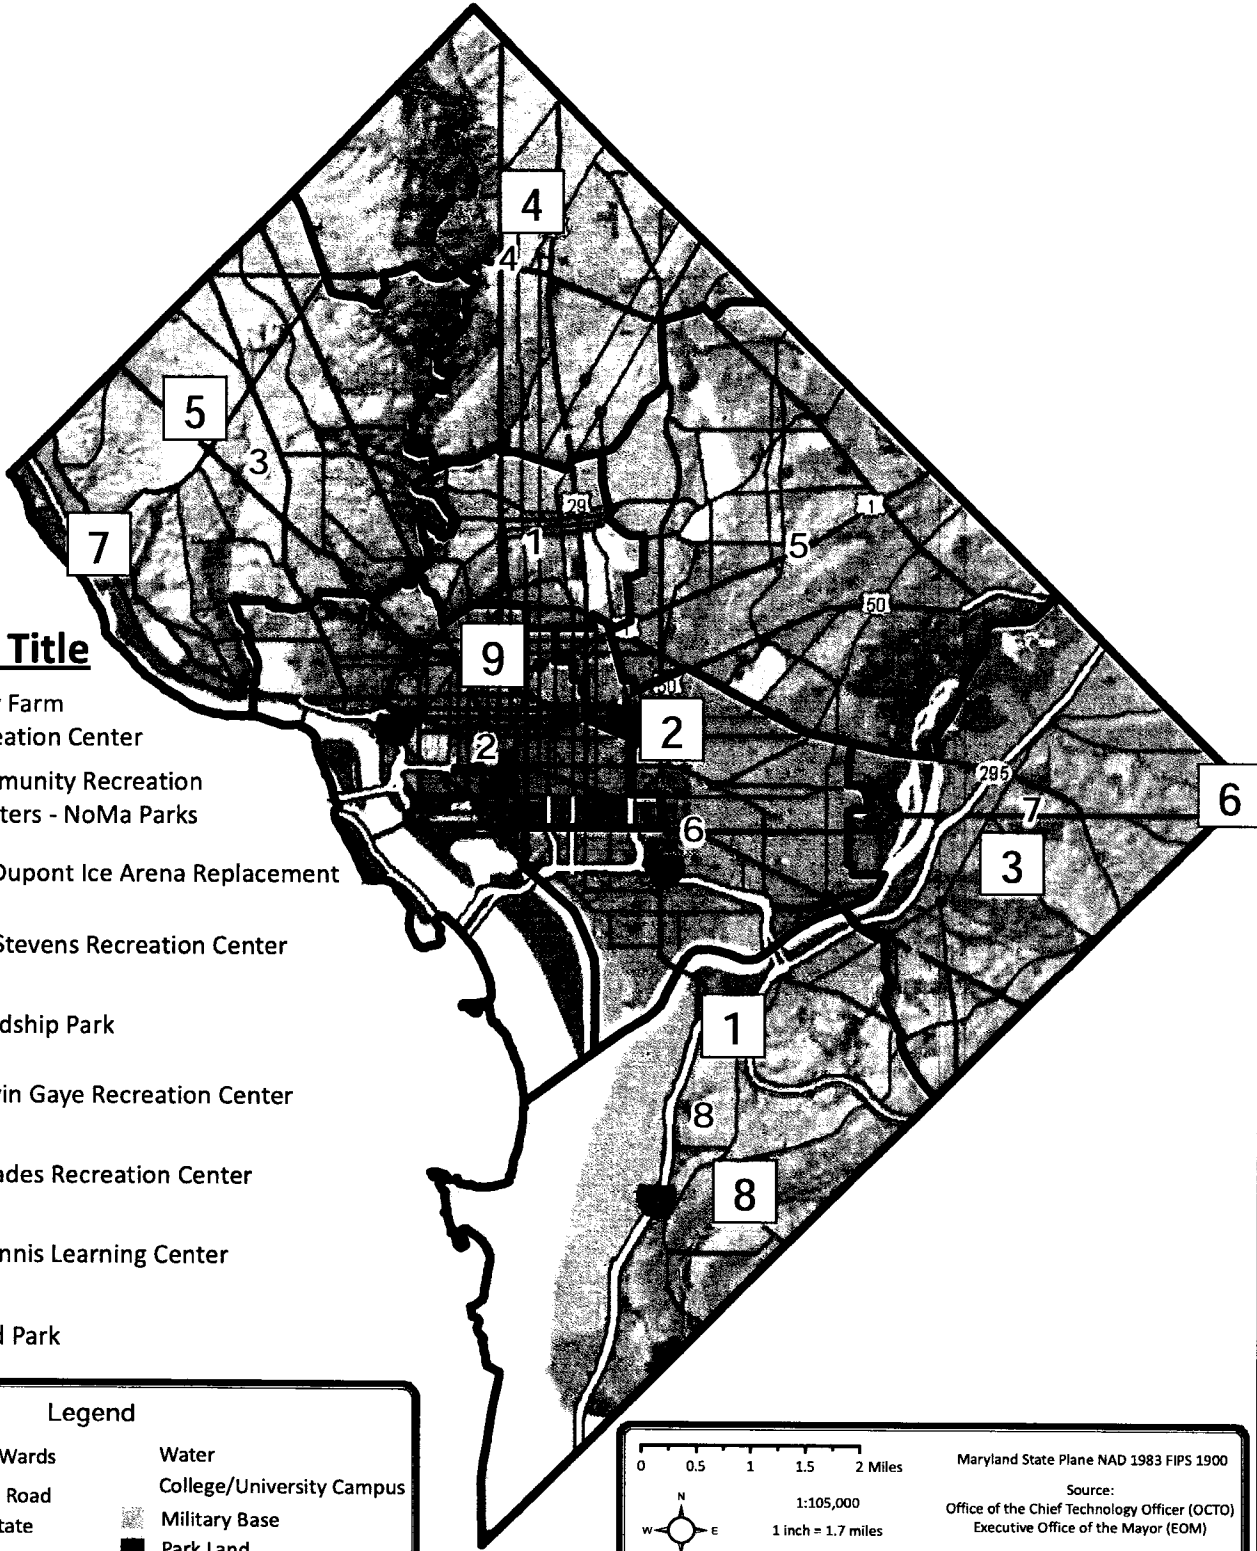 4
4
5
3
29
1
1
5
7
50
9
Title
Farm
eation Center
2
50
2
295
6
munity Recreation
ters - NoMa Parks
7
6
3
Dupont Ice Arena Replacement
Stevens Recreation Center
dship Park
1
in Gaye Recreation Center
8
ades Recreation Center
8
nnis Learning Center
d Park
Legend
Wards
Road
tate
Water
College/University Campus
Military Base
Park Land
0 0.5 1 1.5 2 Miles
N
W E
1:105,000
1 inch = 1.7 miles
Maryland State Plane NAD 1983 FIPS 1900
Source:
Office of the Chief Technology Officer (OCTO)
Executive Office of the Mayor (EOM)